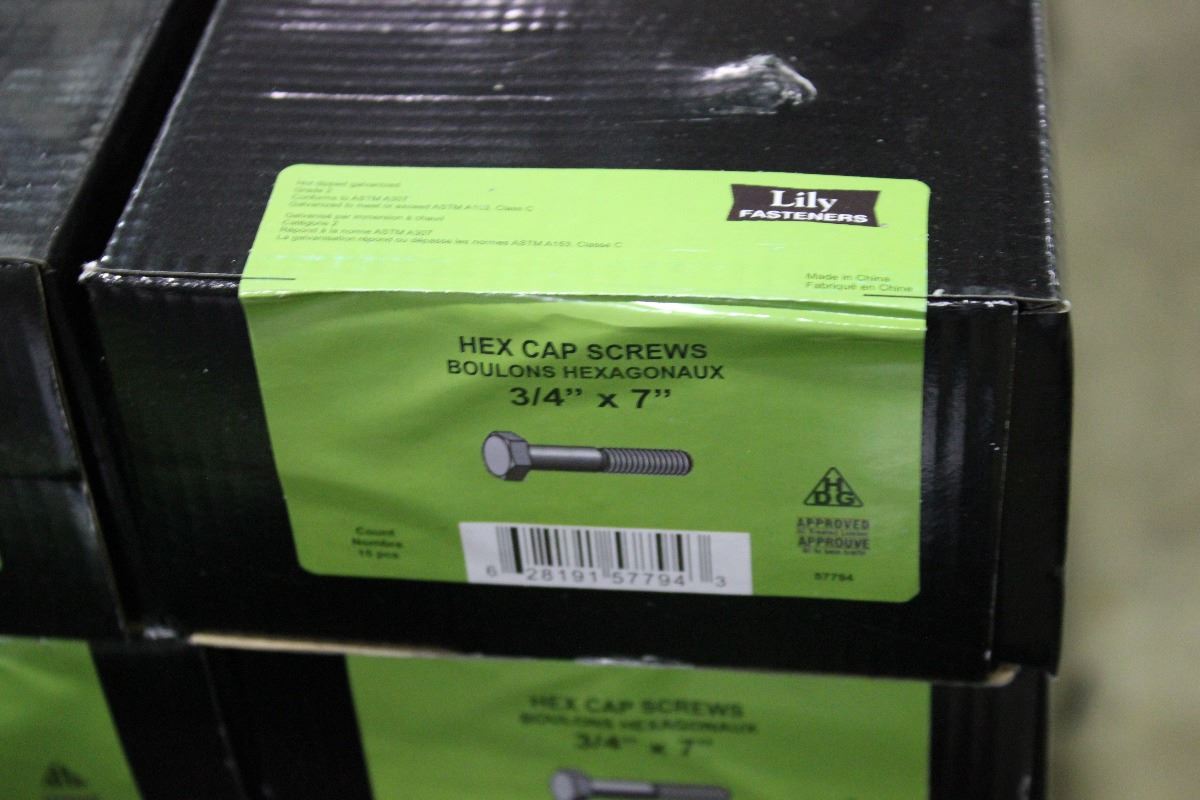 Hot dipped galvanized
Grade 2
Conforms to ASTM A307
Galvanized to meet or exceed ASTM A153, Class C
Galvanisé par immersion à chaud
Catégorie 2
Répond à la norme ASTM A307
La galvanisation répond ou dépasse les normes ASTM A153, Classe C
Lily
FASTENERS
Made in China
Fabriqué en Chine
HEX CAP SCREWS
BOULONS HEXAGONAUX
3/4” x 7”
H
DG
APPROVED
APPROUVÉ
57794
Count
Nombre
15 pcs
6 28191 57794 3
HEX CAP SCREWS
BOULONS HEXAGONAUX
3/4” x 7”